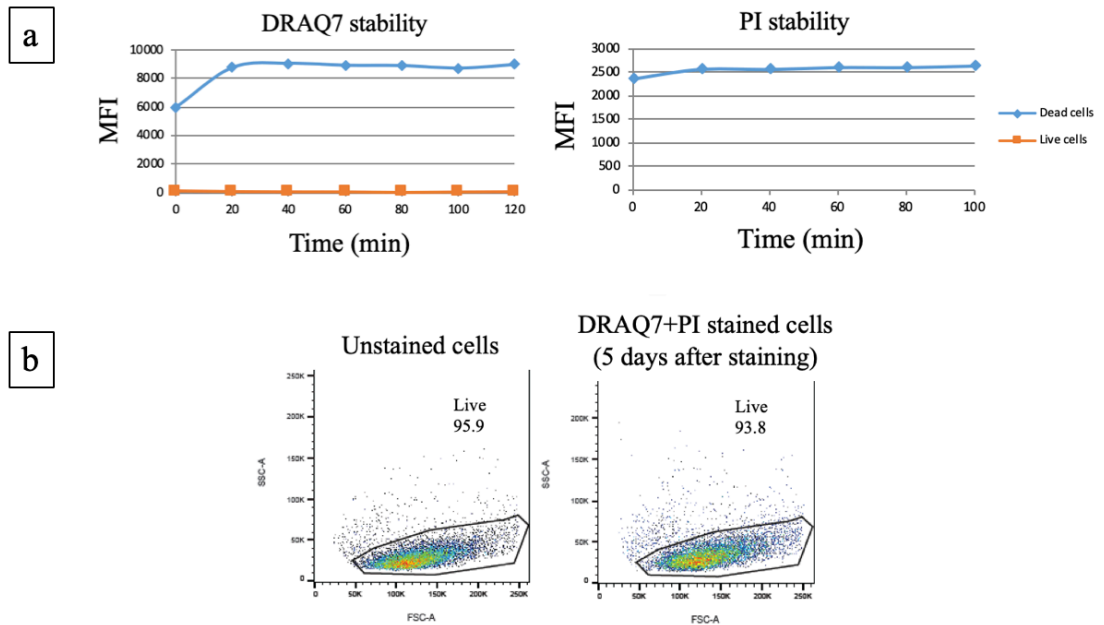 a
DRAQ7 stability
10000
8000
6000
4000
2000
0
MFI
0 20 40 60 80 100 120
Time (min)
PI stability
3000
2500
2000
1500
1000
500
0
MFI
0 20 40 60 80 100
Time (min)
Dead cells
Live cells
b
Unstained cells
250K
200K
150K
100K
50K
0
SSC-A
Live
95.9
0 50K 100K 150K 200K 250K
FSC-A
DRAQ7+PI stained cells
(5 days after staining)
200K
150K
100K
50K
0
SSC-A
Live
93.8
0 50K 100K 150K 200K 250K
FSC-A